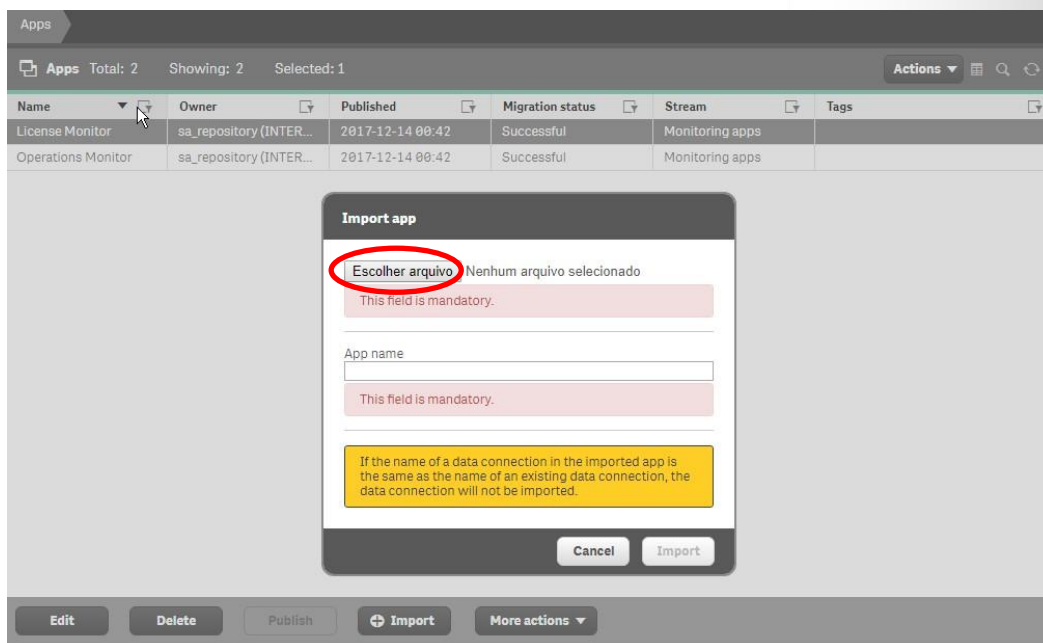 Apps
Apps Total: 2 Showing: 2 Selected: 1 Actions
Name Owner Published Migration status Stream Tags
License Monitor sa_repository (INTER... 2017-12-14 00:42 Successful Monitoring apps
Operations Monitor sa_repository (INTER... 2017-12-14 00:42 Successful Monitoring apps
Import app
Escolher arquivo Nenhum arquivo selecionado
This field is mandatory.
App name
This field is mandatory.
If the name of a data connection in the imported app is
the same as the name of an existing data connection, the
data connection will not be imported.
Cancel Import
Edit Delete Publish Import More actions